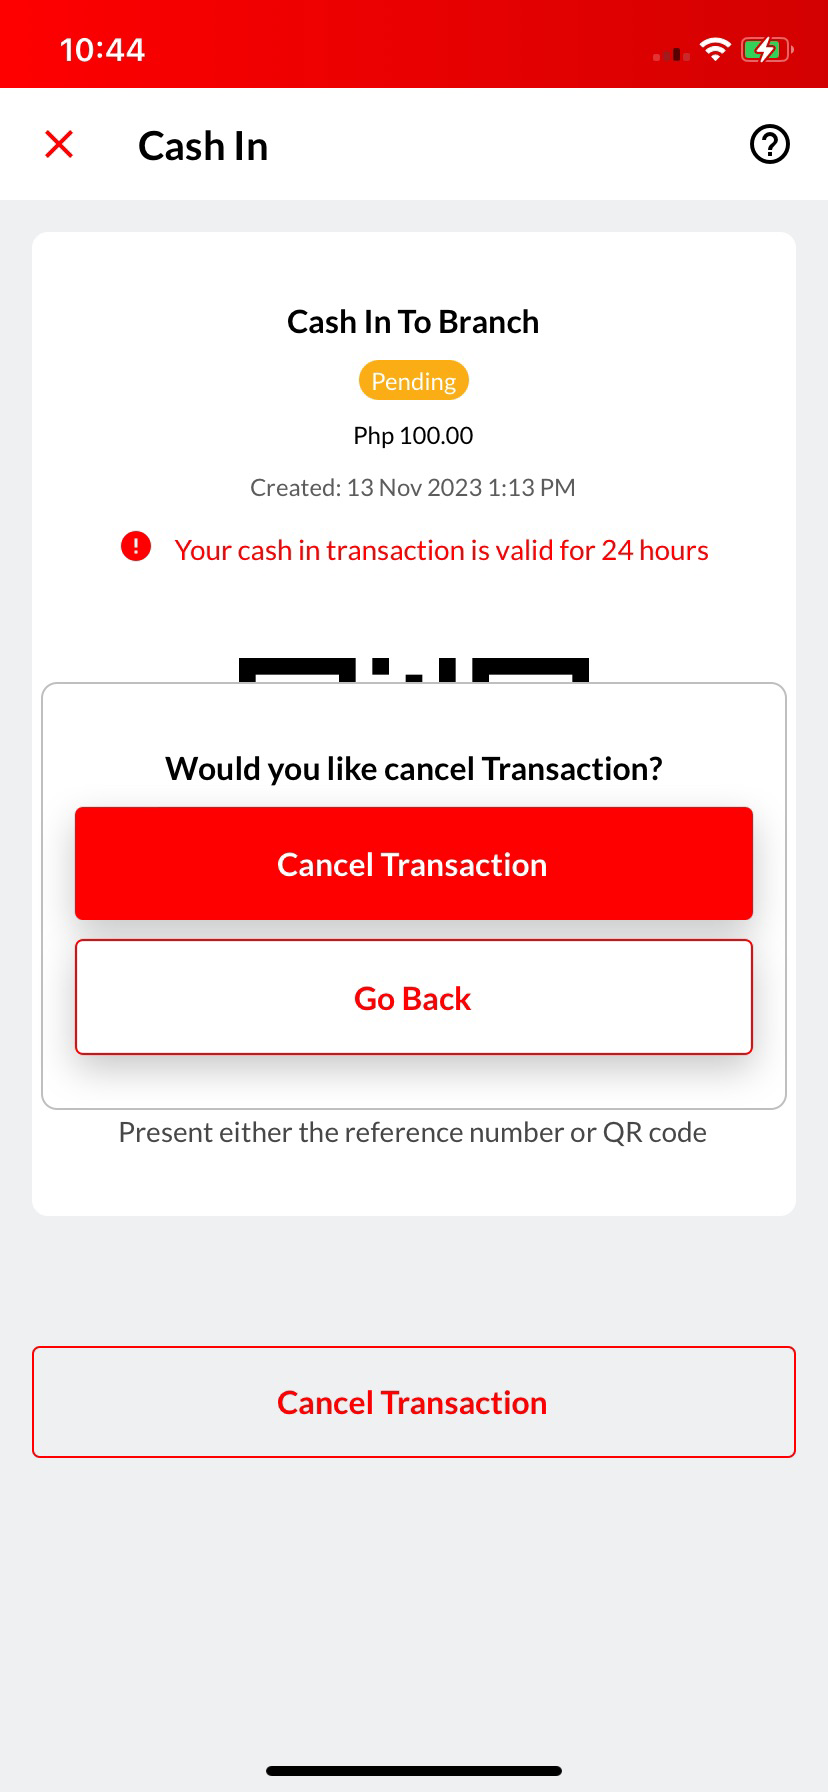 10:44
Cash In
Cash In To Branch
Pending
Php 100.00
Created: 13 Nov 2023 1:13 PM
Your cash in transaction is valid for 24 hours
Would you like cancel Transaction?
Cancel Transaction
Go Back
Present either the reference number or QR code
Cancel Transaction